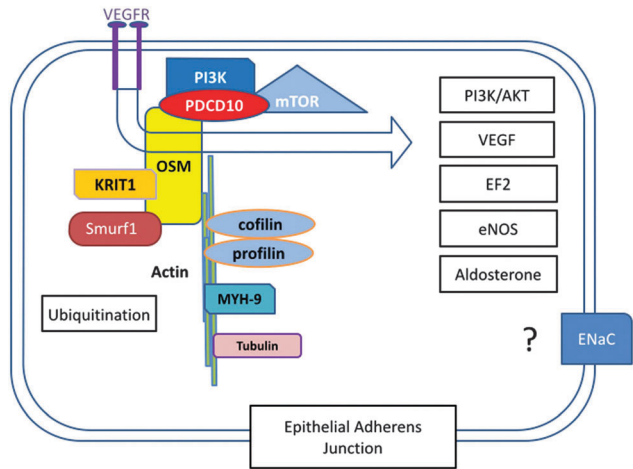 VEGFR
PI3K
PDCD10
mTOR
OSM
KRIT1
Smurf1
cofilin
profilin
Actin
MYH-9
Tubulin
Ubiquitination
PI3K/AKT
VEGF
EF2
eNOS
Aldosterone
?
ENaC
Epithelial Adherens
Junction